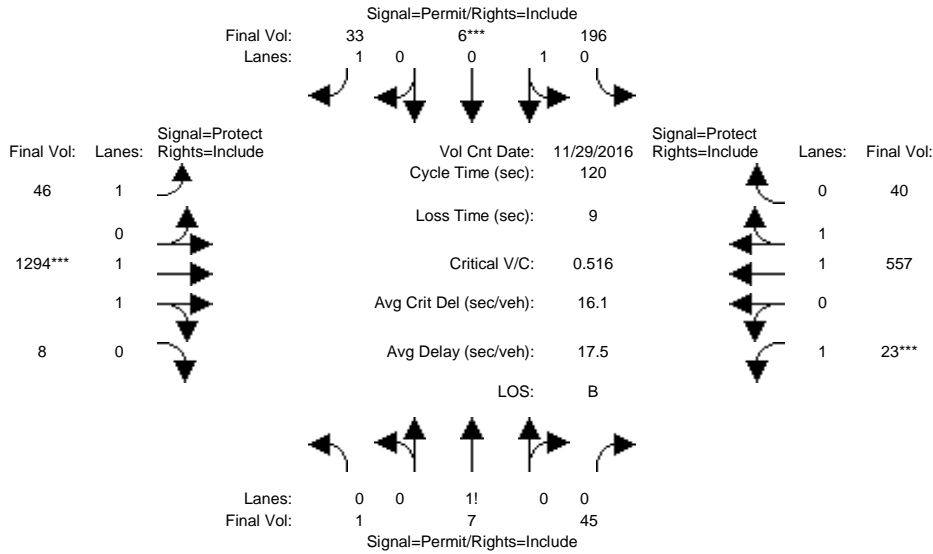 Signal=Permit/Rights=Include
Final Vol: 33 6*** 196
Lanes: 1 0 0 1 0
Signal=Protect
Final Vol: Lanes: Rights=Include
Vol Cnt Date: 11/29/2016
Signal=Protect
Rights=Include Lanes: Final Vol:
Cycle Time (sec): 120
46 1
0 40
Loss Time (sec): 9
0
1
1294*** 1
Critical V/C: 0.516
1 557
1
Avg Crit Del (sec/veh): 16.1
0
8 0
Avg Delay (sec/veh): 17.5
1 23***
LOS: B
Lanes: 0 0 1! 0 0
Final Vol: 1 7 45
Signal=Permit/Rights=Include